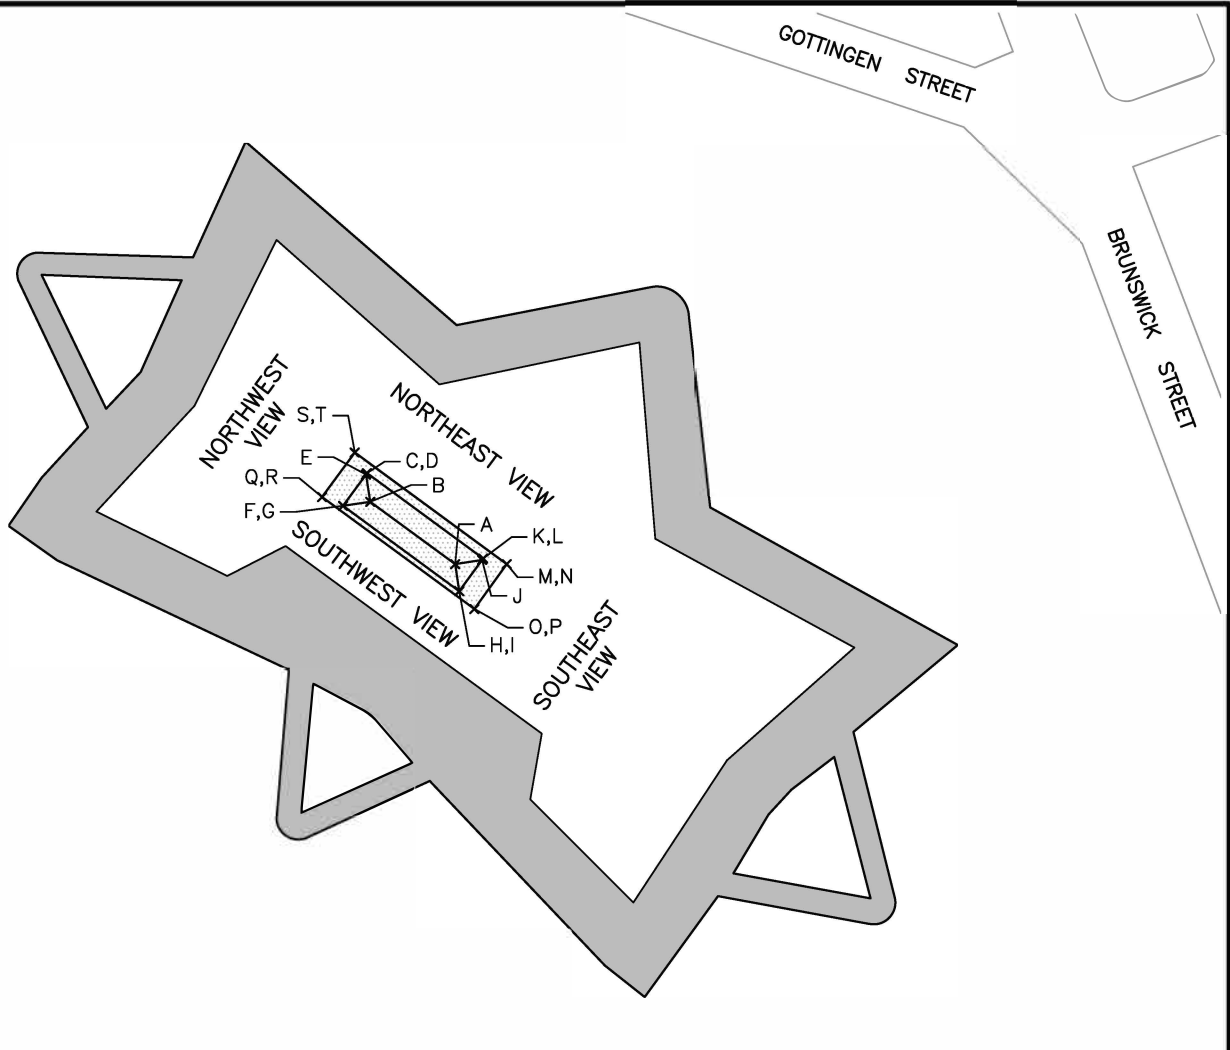 GOTTINGEN STREET
BRUNSWICK STREET
NORTHWEST
VIEW
NORTHEAST VIEW
S,T
E
C,D
Q,R
B
F,G
A
K,L
SOUTHWEST VIEW
M,N
J
O,P
H,I
SOUTHEAST
VIEW